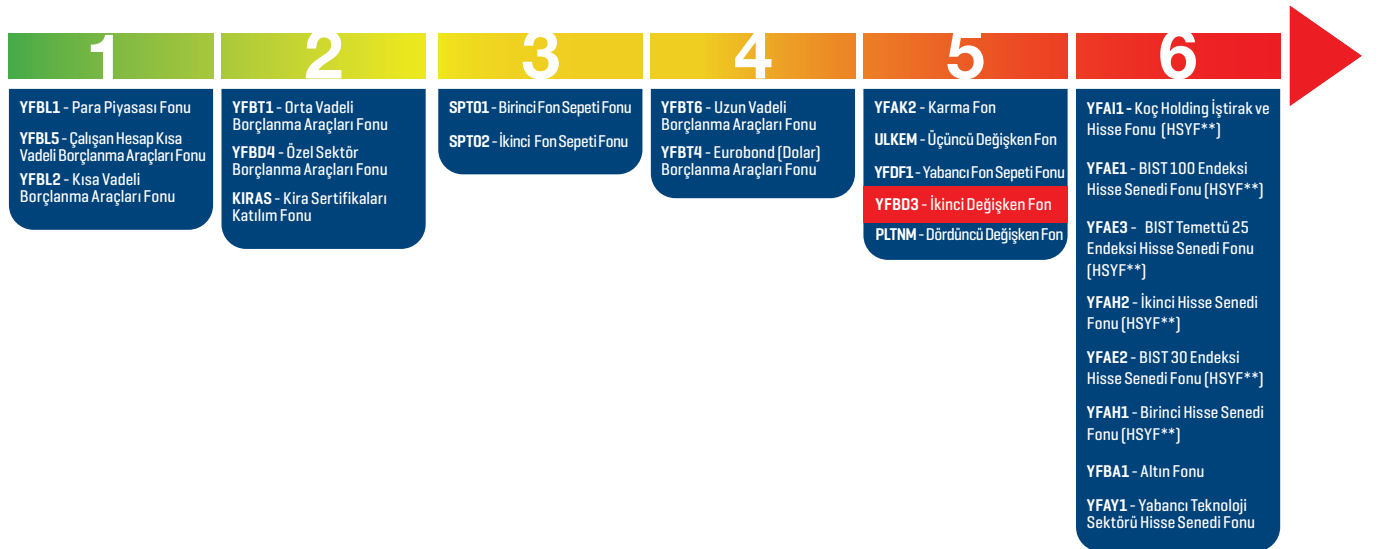 1
YFBL1 - Para Piyasası Fonu
YFBL5 - Çalışan Hesap Kısa
Vadeli Borçlanma Araçları Fonu
YFBL2 - Kısa Vadeli
Borçlanma Araçları Fonu
2
YFBT1 - Orta Vadeli
Borçlanma Araçları Fonu
YFBD4 - Özel Sektör
Borçlanma Araçları Fonu
KIRAS - Kira Sertifikaları
Katılım Fonu
3
SPT01 - Birinci Fon Sepeti Fonu
SPT02 - İkinci Fon Sepeti Fonu
4
YFBT6 - Uzun Vadeli
Borçlanma Araçları Fonu
YFBT4 - Eurobond (Dolar)
Borçlanma Araçları Fonu
5
YFAK2 - Karma Fon
ULKEM - Üçüncü Değişken Fon
YFDF1 - Yabancı Fon Sepeti Fonu
YFBD3 - İkinci Değişken Fon
PLTNM - Dördüncü Değişken Fon
6
YFAI1 - Koç Holding İştirak ve
Hisse Fonu (HSYF**)
YFAE1 - BIST 100 Endeksi
Hisse Senedi Fonu (HSYF**)
YFAE3 - BIST Temettü 25
Endeksi Hisse Senedi Fonu
(HSYF**)
YFAH2 - İkinci Hisse Senedi
Fonu (HSYF**)
YFAE2 - BIST 30 Endeksi
Hisse Senedi Fonu (HSYF**)
YFAH1 - Birinci Hisse Senedi
Fonu (HSYF**)
YFBA1 - Altın Fonu
YFAY1 - Yabancı Teknoloji
Sektörü Hisse Senedi Fonu